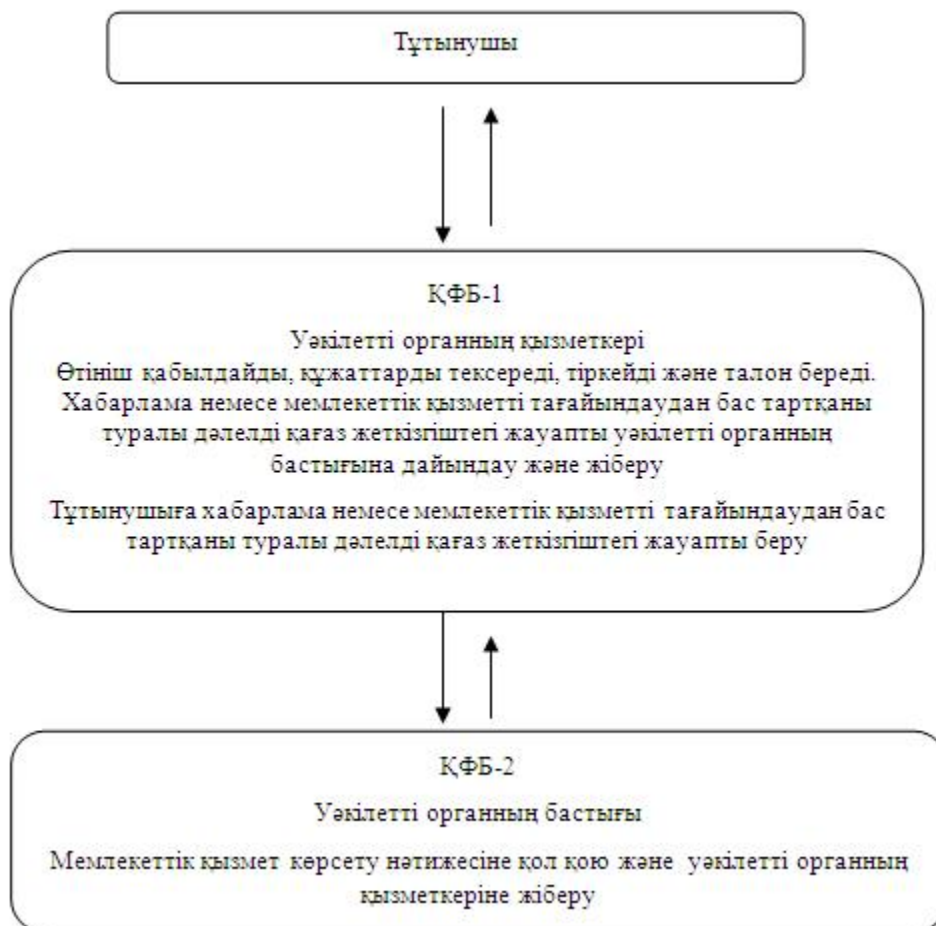 Тұтынушы
ҚФБ-1
Уәкілетті органның қызметкері
Өтініш қабылдайды, құжаттарды тексереді, тіркейді және талон береді.
Хабарлама немесе мемлекеттік қызметті тағайындаудан бас тартқаны
туралы дәлелді қағаз жеткізгіштегі жауапты уәкілетті органның
бастығына дайындау және жіберу
Тұтынушыға хабарлама немесе мемлекеттік қызметті тағайындаудан бас
тартқаны туралы дәлелді қағаз жеткізгіштегі жауапты беру
ҚФБ-2
Уәкілетті органның бастығы
Мемлекеттік қызмет көрсету нәтижесіне қол қою және уәкілетті органның
қызметкеріне жіберу